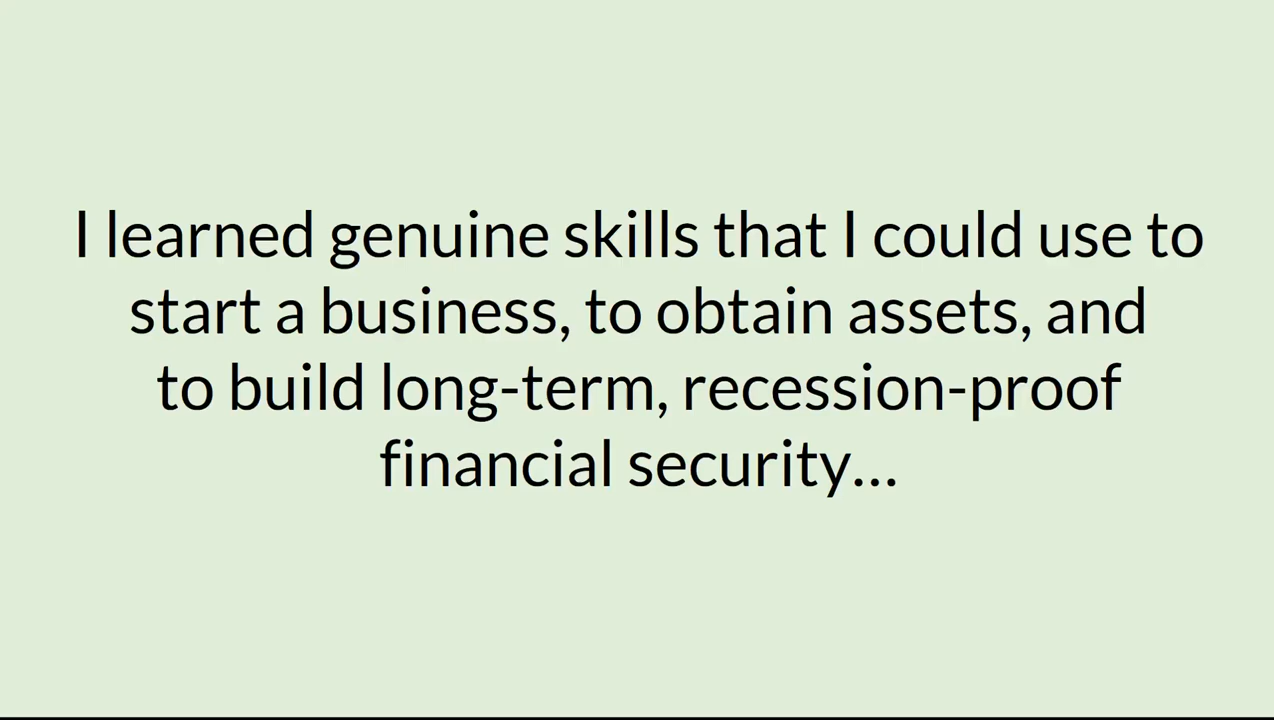 I learned genuine skills that I could use to
start a business, to obtain assets, and
to build long-term, recession-proof
financial security...